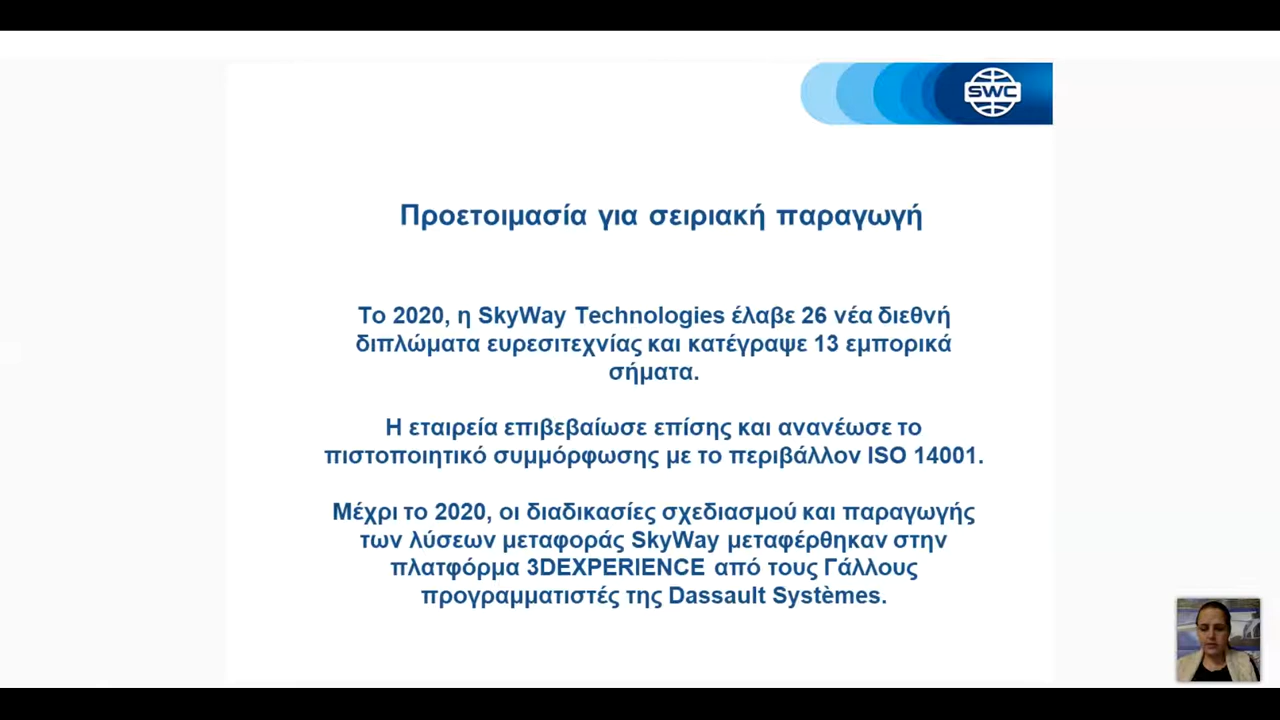 SWC
Προετοιμασία για σειριακή παραγωγή
Το 2020, η SkyWay Technologies έλαβε 26 νέα διεθνή
διπλώματα ευρεσιτεχνίας και κατέγραψε 13 εμπορικά
σήματα.
Η εταιρεία επιβεβαίωσε επίσης και ανανέωσε το
πιστοποιητικό συμμόρφωσης με το περιβάλλον ISO 14001.
Μέχρι το 2020, οι διαδικασίες σχεδιασμού και παραγωγής
των λύσεων μεταφοράς SkyWay μεταφέρθηκαν στην
πλατφόρμα 3DEXPERIENCE από τους Γάλλους
προγραμματιστές της Dassault Systèmes.